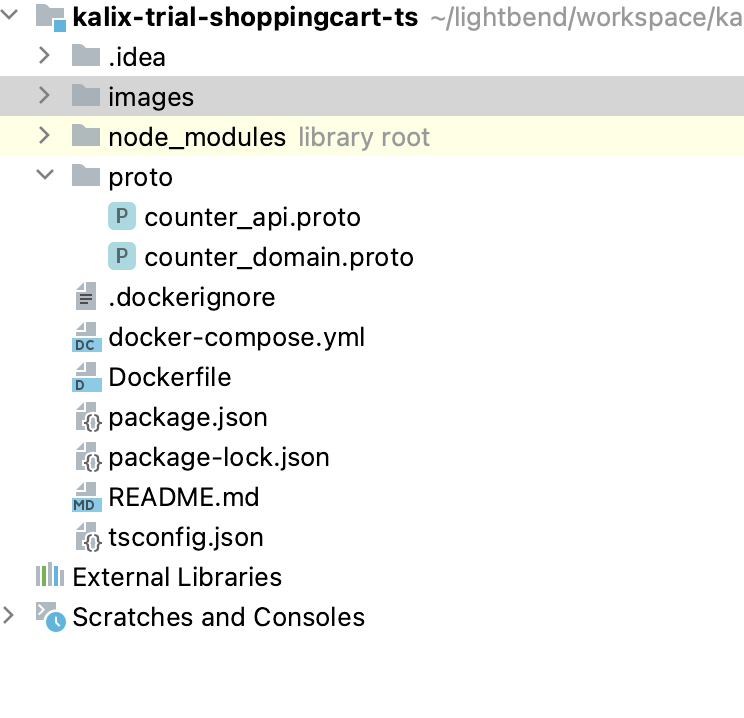 kalix-trial-shoppingcart-ts ~/lightbend/workspace/ka
.idea
images
node_modules library root
proto
P counter_api.proto
P counter_domain.proto
.dockerignore
DC docker-compose.yml
D Dockerfile
package.json
package-lock.json
MD README.md
tsconfig.json
External Libraries
Scratches and Consoles